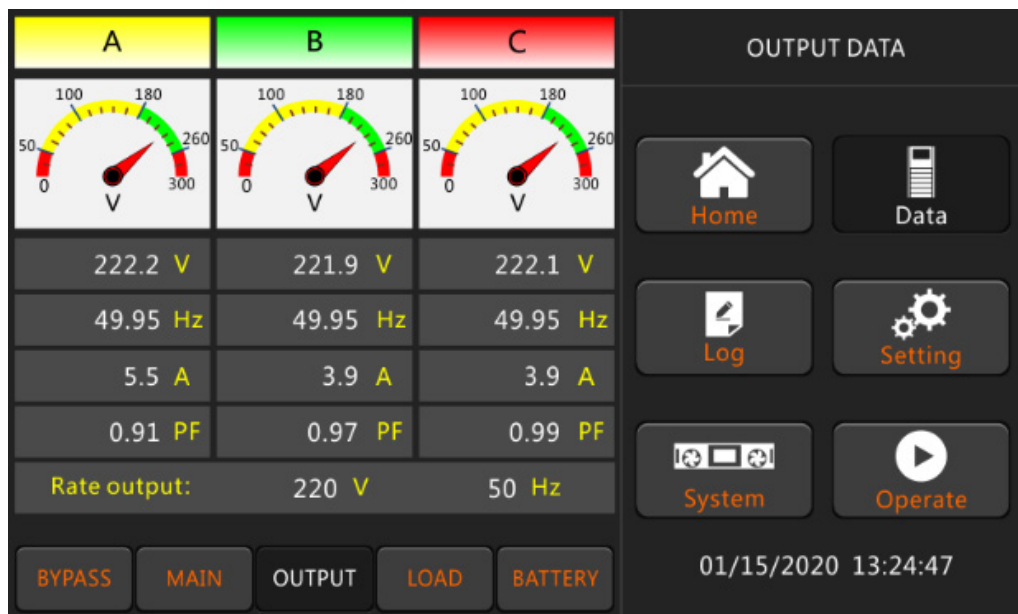 A B C
OUTPUT DATA
100 180 100 180 100 180
50 260 50 260 50 260
0 300 0 300 0 300
V V V
Home Data
222.2 V 221.9 V 222.1 V
49.95 Hz 49.95 Hz 49.95 Hz
Log Setting
5.5 A 3.9 A 3.9 A
0.91 PF 0.97 PF 0.99 PF
Rate output: 220 V 50 Hz
System Operate
BYPASS MAIN OUTPUT LOAD BATTERY
01/15/2020 13:24:47